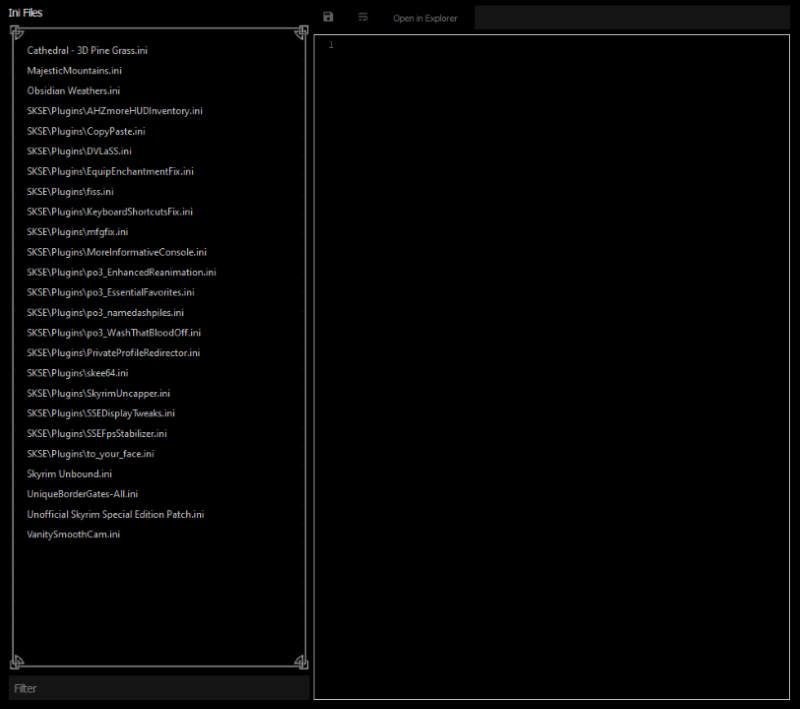 Ini Files
Open in Explorer
Cathedral - 3D Pine Grass.ini
MajesticMountains.ini
Obsidian Weathers.ini
SKSE\Plugins\AHZmoreHUDInventory.ini
SKSE\Plugins\CopyPaste.ini
SKSE\Plugins\DVLaSS.ini
SKSE\Plugins\EquipEnchantmentFix.ini
SKSE\Plugins\fiss.ini
SKSE\Plugins\KeyboardShortcutsFix.ini
SKSE\Plugins\mfgfix.ini
SKSE\Plugins\MoreInformativeConsole.ini
SKSE\Plugins\po3_EnhancedReanimation.ini
SKSE\Plugins\po3_EssentialFavorites.ini
SKSE\Plugins\po3_namedashpiles.ini
SKSE\Plugins\po3_WashThatBloodOff.ini
SKSE\Plugins\PrivateProfileRedirector.ini
SKSE\Plugins\skee64.ini
SKSE\Plugins\SkyrimUncapper.ini
SKSE\Plugins\SSEDisplayTweaks.ini
SKSE\Plugins\SSEFpsStabilizer.ini
SKSE\Plugins\to_your_face.ini
Skyrim Unbound.ini
UniqueBorderGates-All.ini
Unofficial Skyrim Special Edition Patch.ini
VanitySmoothCam.ini
Filter
1